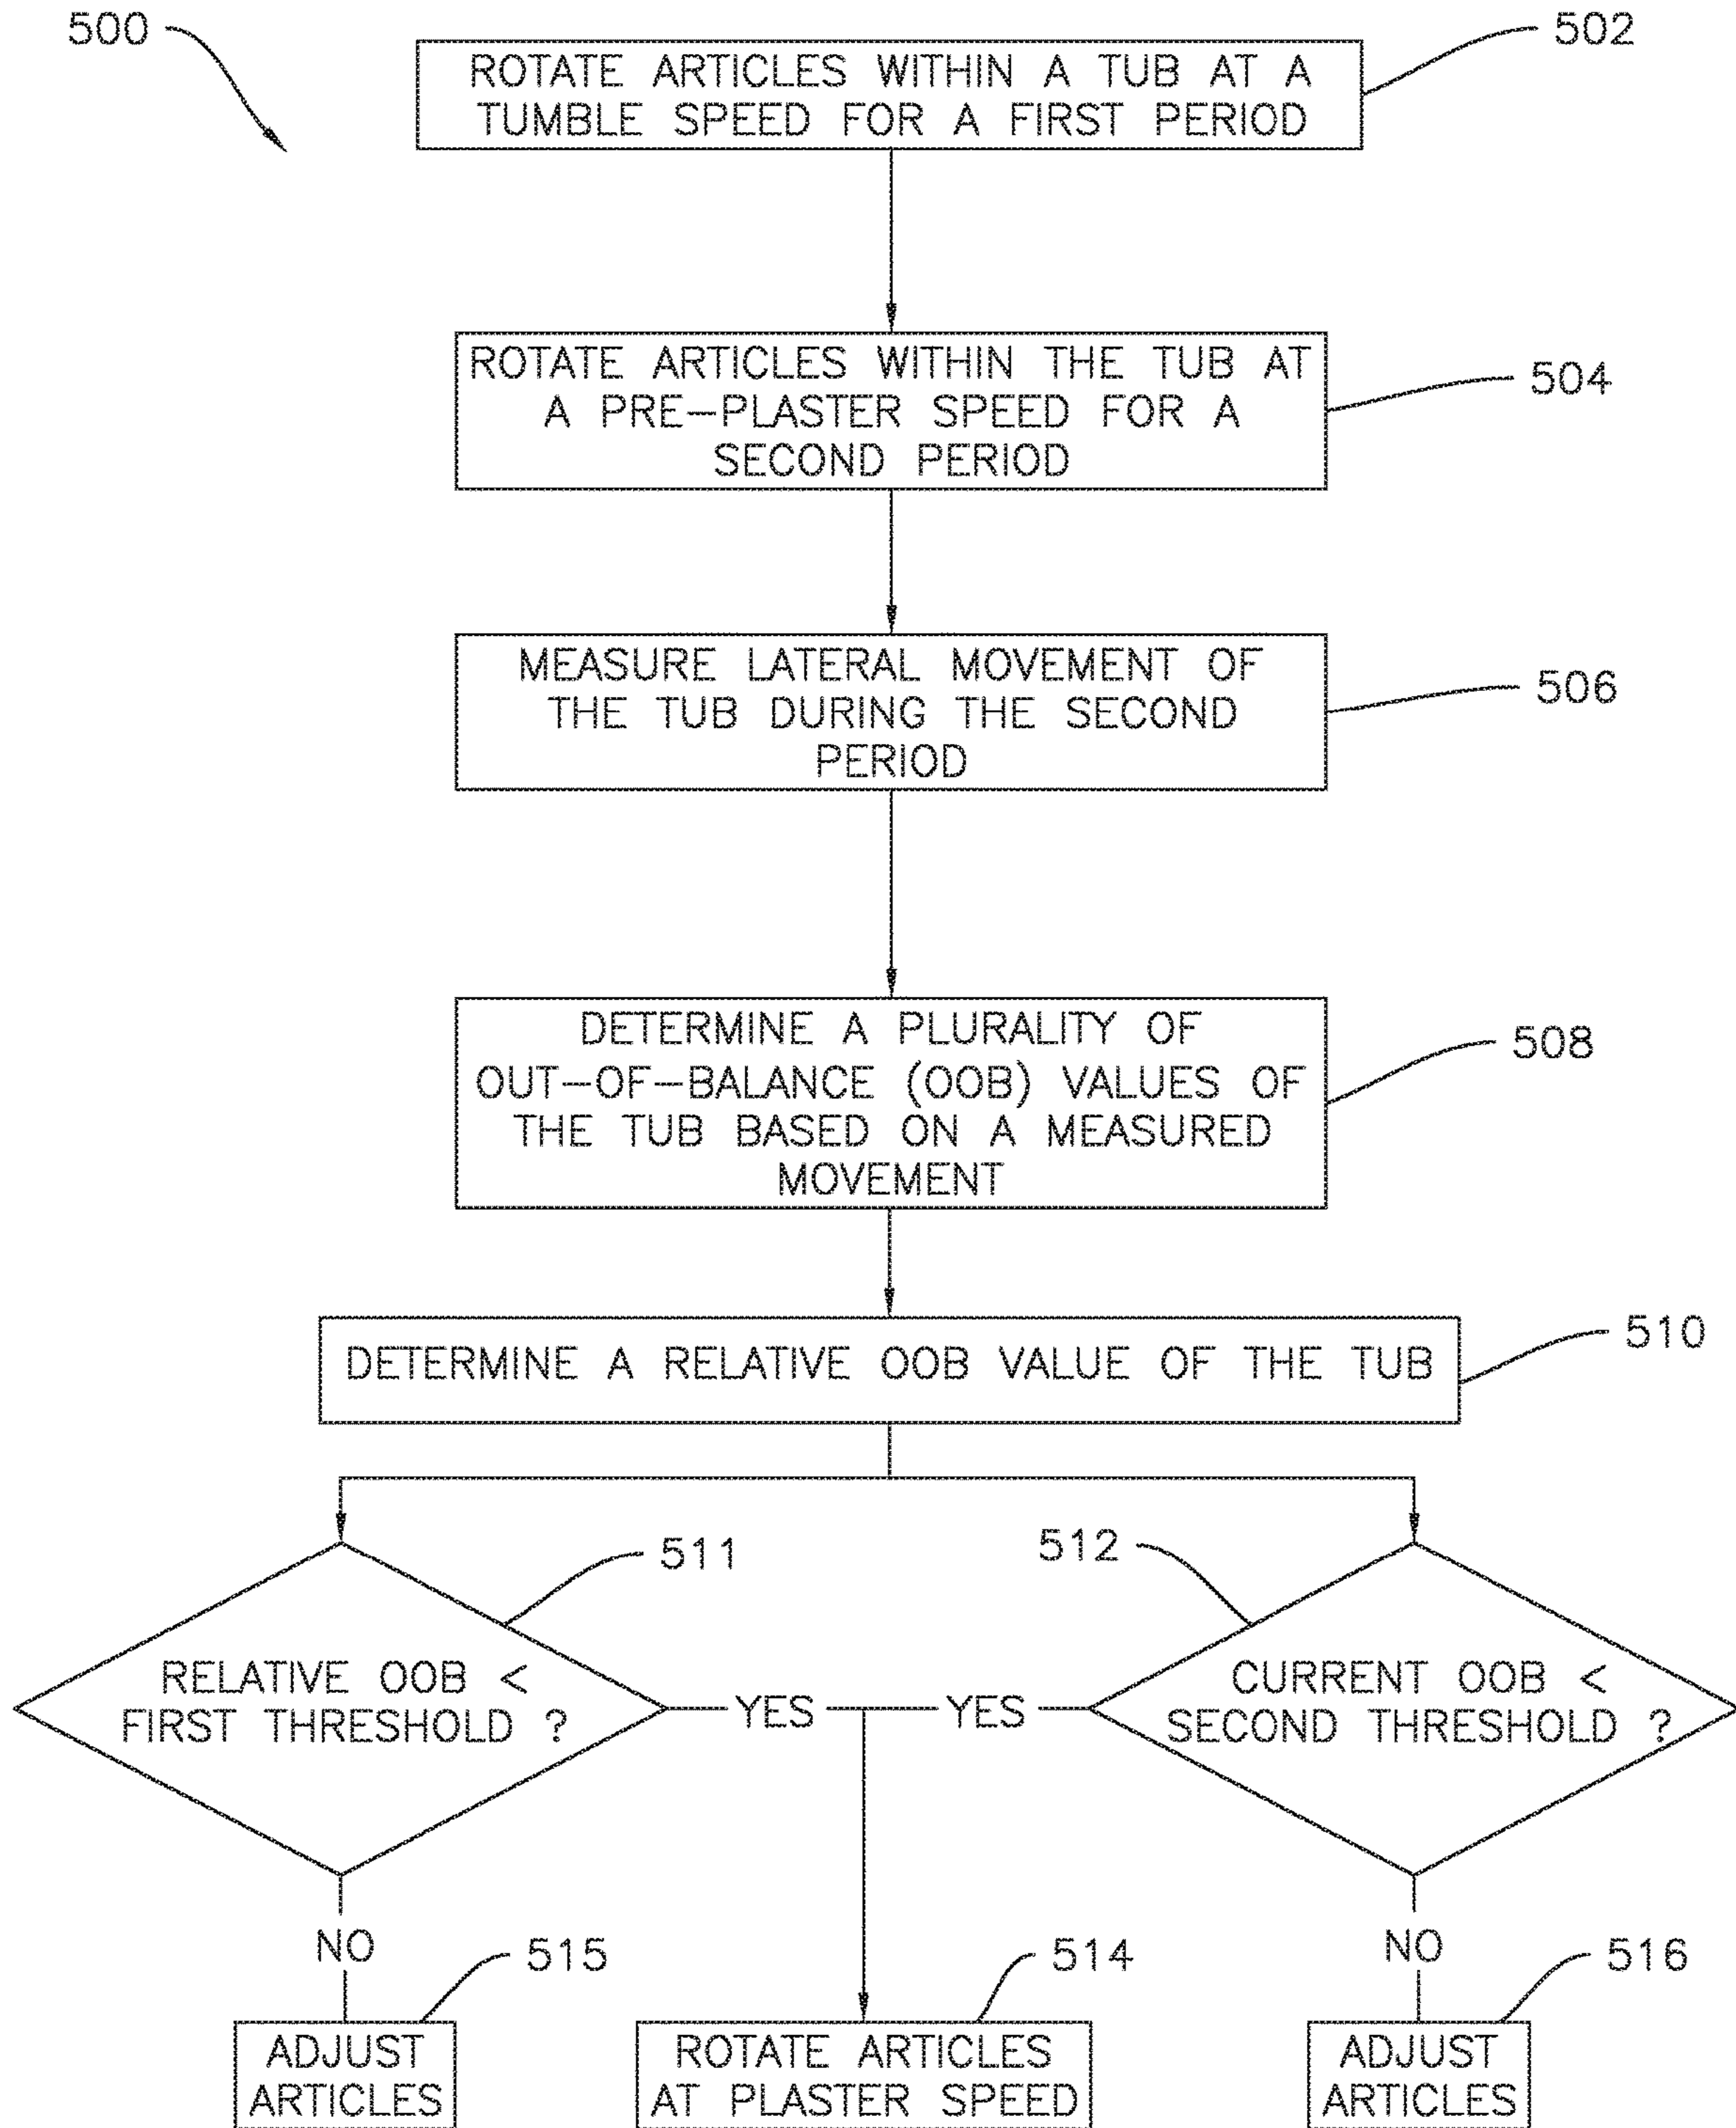 500
502
ROTATE ARTICLES WITHIN A TUB AT A
TUMBLE SPEED FOR A FIRST PERIOD
ROTATE ARTICLES WITHIN THE TUB AT
A PRE-PLASTER SPEED FOR A
SECOND PERIOD
504
MEASURE LATERAL MOVEMENT OF
THE TUB DURING THE SECOND
PERIOD
506
DETERMINE A PLURALITY OF
OUT-OF-BALANCE (OOB) VALUES OF
THE TUB BASED ON A MEASURED
MOVEMENT
508
DETERMINE A RELATIVE OOB VALUE OF THE TUB
510
511
512
RELATIVE OOB <
FIRST THRESHOLD ?
YES
YES
CURRENT OOB <
SECOND THRESHOLD ?
NO
NO
515
514
516
ADJUST
ARTICLES
ROTATE ARTICLES
AT PLASTER SPEED
ADJUST
ARTICLES